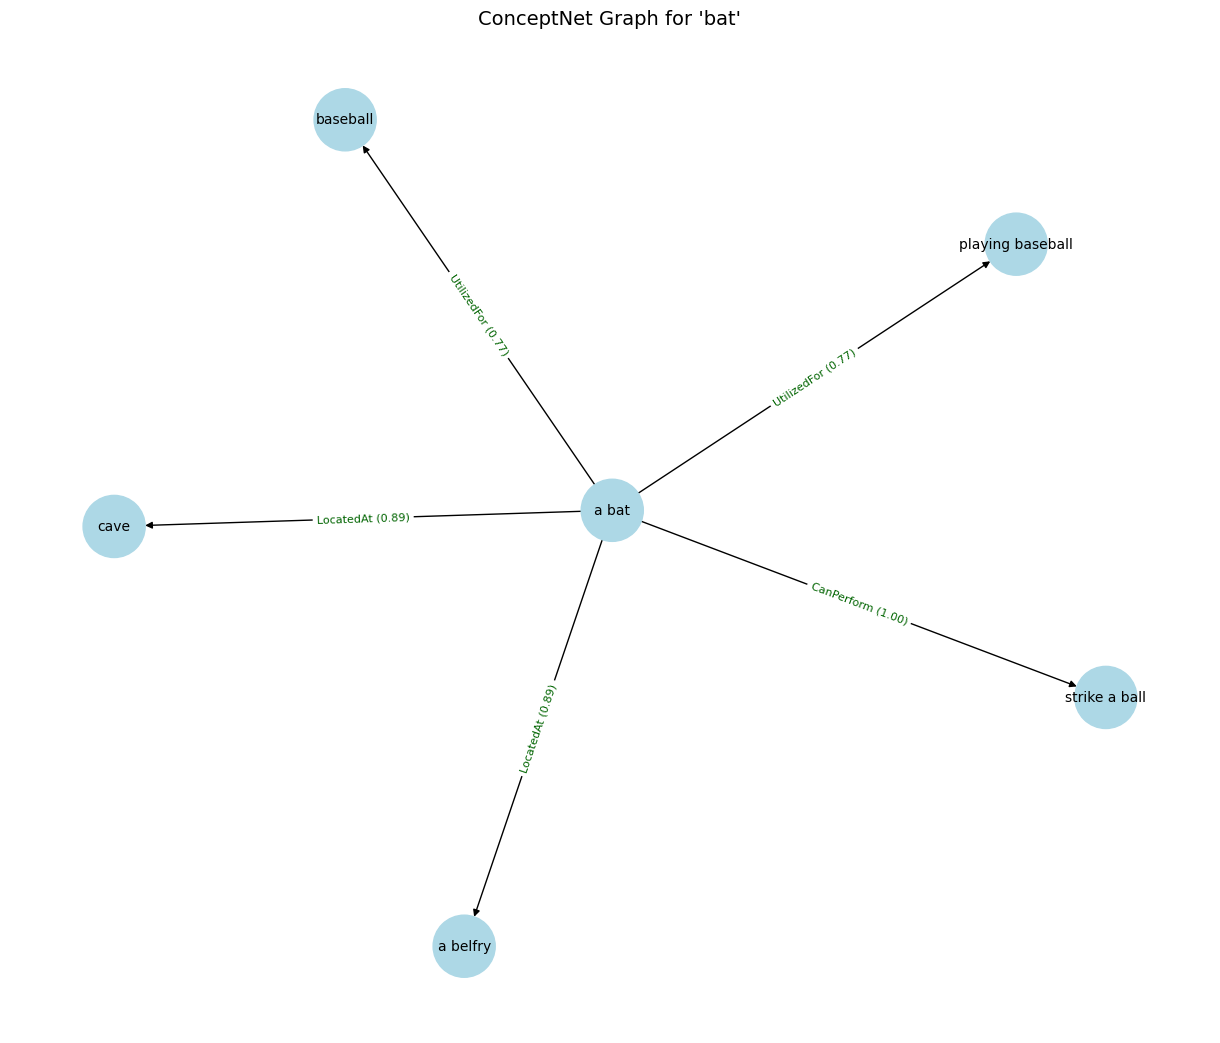 ConceptNet Graph for 'bat'
baseball
playing baseball
UtilizedFor (0.77)
UtilizedFor (0.77)
a bat
cave
LocatedAt (0.89)
CanPerform (1.00)
strike a ball
LocatedAt (0.89)
a belfry